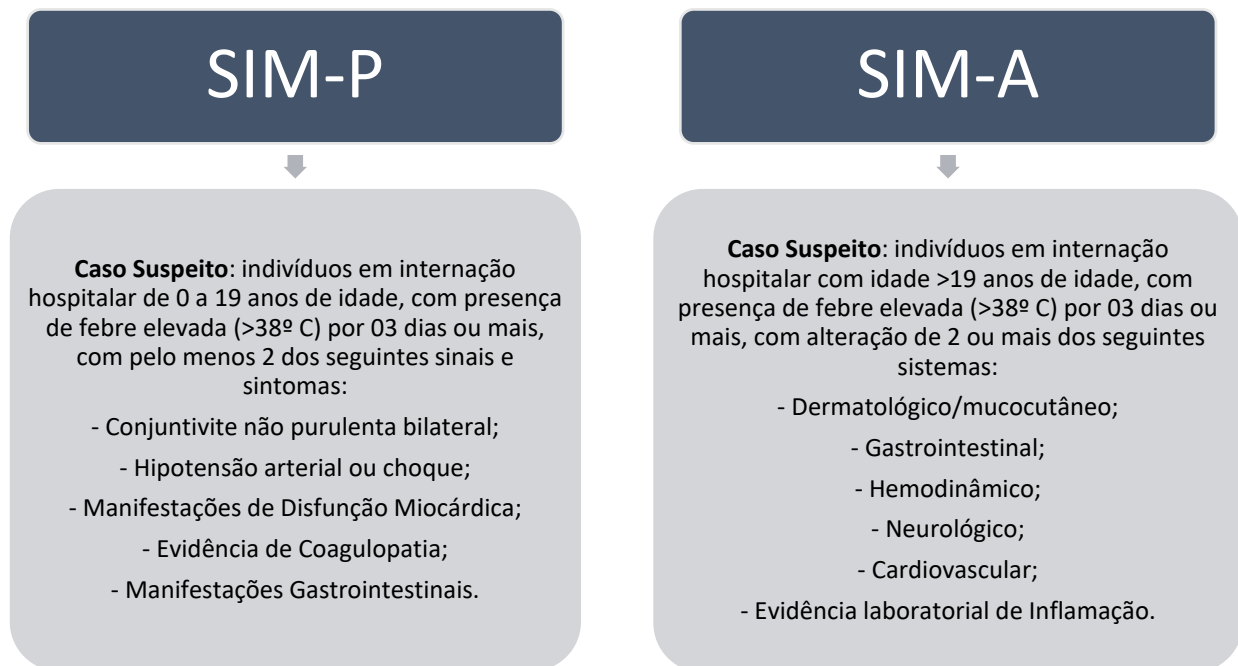 SIM-P
Caso Suspeito: indivíduos em internação
hospitalar de 0 a 19 anos de idade, com presença
de febre elevada (>38º C) por 03 dias ou mais,
com pelo menos 2 dos seguintes sinais e
sintomas:
- Conjuntivite não purulenta bilateral;
- Hipotensão arterial ou choque;
- Manifestações de Disfunção Miocárdica;
- Evidência de Coagulopatia;
- Manifestações Gastrointestinais.
SIM-A
Caso Suspeito: indivíduos em internação
hospitalar com idade >19 anos de idade, com
presença de febre elevada (>38º C) por 03 dias ou
mais, com alteração de 2 ou mais dos seguintes
sistemas:
- Dermatológico/mucocutâneo;
- Gastrointestinal;
- Hemodinâmico;
- Neurológico;
- Cardiovascular;
- Evidência laboratorial de Inflamação.